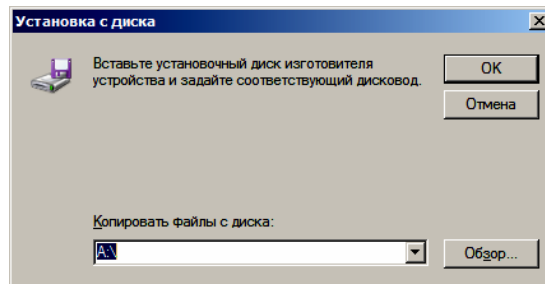 Установка с диска
Вставьте установочный диск изготовителя
устройства и задайте соответствующий дисковод.
OK
Отмена
Копировать файлы с диска:
A:\
Обзор...